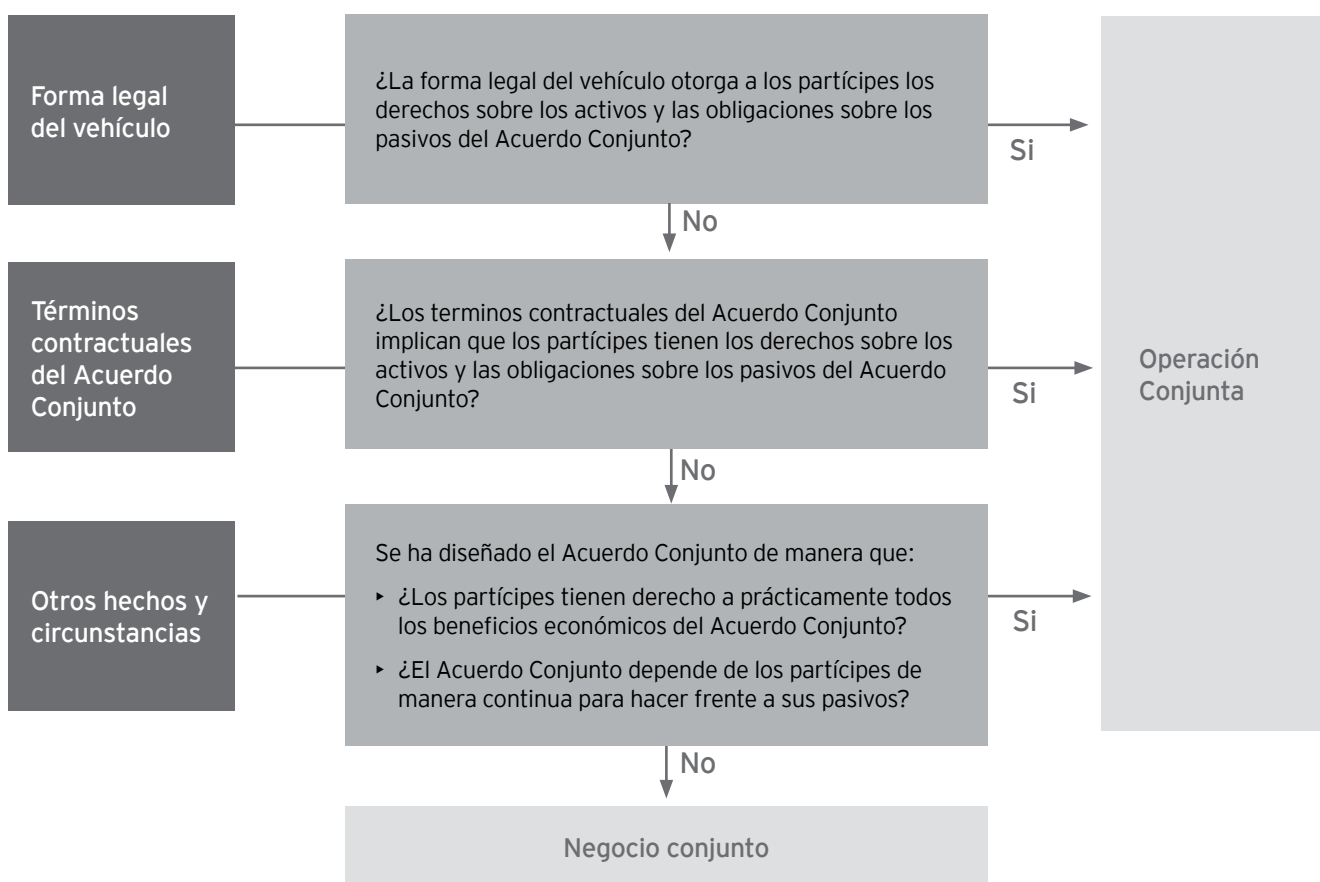 Forma legal
del vehículo
¿La forma legal del vehículo otorga a los partícipes los
derechos sobre los activos y las obligaciones sobre los
pasivos del Acuerdo Conjunto?
Si
No
Términos
contractuales
del Acuerdo
Conjunto
¿Los terminos contractuales del Acuerdo Conjunto
implican que los partícipes tienen los derechos sobre los
activos y las obligaciones sobre los pasivos del Acuerdo
Conjunto?
Si
Operación
Conjunta
No
Otros hechos y
circunstancias
Se ha diseñado el Acuerdo Conjunto de manera que:
‣ ¿Los partícipes tienen derecho a prácticamente todos
los beneficios económicos del Acuerdo Conjunto?
‣ ¿El Acuerdo Conjunto depende de los partícipes de
manera continua para hacer frente a sus pasivos?
Si
No
Negocio conjunto